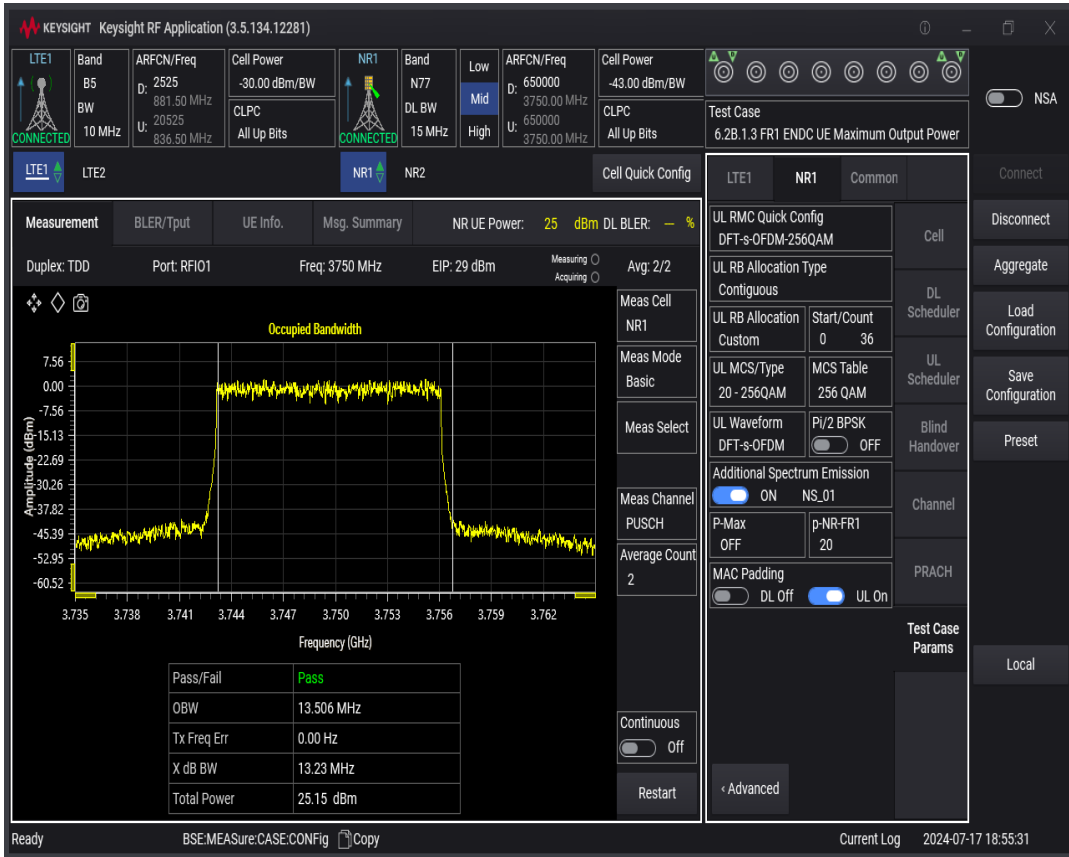 KEYSIGHT Keysight RF Application (3.5.134.12281)
LTE1
CONNECTED
Band
B5
BW
10 MHz
ARFCN/Freq
D: 2525
881.50 MHz
U: 20525
836.50 MHz
Cell Power
-30.00 dBm/BW
CLPC
All Up Bits
NR1
CONNECTED
Band
N77
DL BW
15 MHz
Low
Mid
High
ARFCN/Freq
D: 650000
3750.00 MHz
U: 650000
3750.00 MHz
Cell Power
-43.00 dBm/BW
CLPC
All Up Bits
Test Case
6.2B.1.3 FR1 ENDC UE Maximum Output Power
NSA
LTE1 LTE2 NR1 NR2 Cell Quick Config
Measurement BLER/Tput UE Info. Msg. Summary NR UE Power: 25 dBm DL BLER: — %
Duplex: TDD Port: RFIO1 Freq: 3750 MHz EIP: 29 dBm Measuring Acquiring Avg: 2/2
Occupied Bandwidth
Amplitude (dBm)
7.56
0.00
-7.56
-15.13
-22.69
-30.26
-37.82
-45.39
-52.95
-60.52
3.735 3.738 3.741 3.744 3.747 3.750 3.753 3.756 3.759 3.762
Frequency (GHz)
Pass/Fail Pass
OBW 13.506 MHz
Tx Freq Err 0.00 Hz
X dB BW 13.23 MHz
Total Power 25.15 dBm
Meas Cell
NR1
Meas Mode
Basic
Meas Select
Meas Channel
PUSCH
Average Count
2
Continuous
Off
Restart
LTE1 NR1 Common
UL RMC Quick Config
DFT-s-OFDM-256QAM
UL RB Allocation Type
Contiguous
UL RB Allocation
Custom
Start/Count
0 36
UL MCS/Type
20 - 256QAM
MCS Table
256 QAM
UL Waveform
DFT-s-OFDM
Pi/2 BPSK
OFF
Additional Spectrum Emission
ON NS_01
P-Max
OFF
p-NR-FR1
20
MAC Padding
DL Off UL On
‹ Advanced
Cell
DL Scheduler
UL Scheduler
Blind Handover
Channel
PRACH
Test Case Params
Connect
Disconnect
Aggregate
Load Configuration
Save Configuration
Preset
Local
Ready BSE:MEASure:CASE:CONFig Copy Current Log 2024-07-17 18:55:31